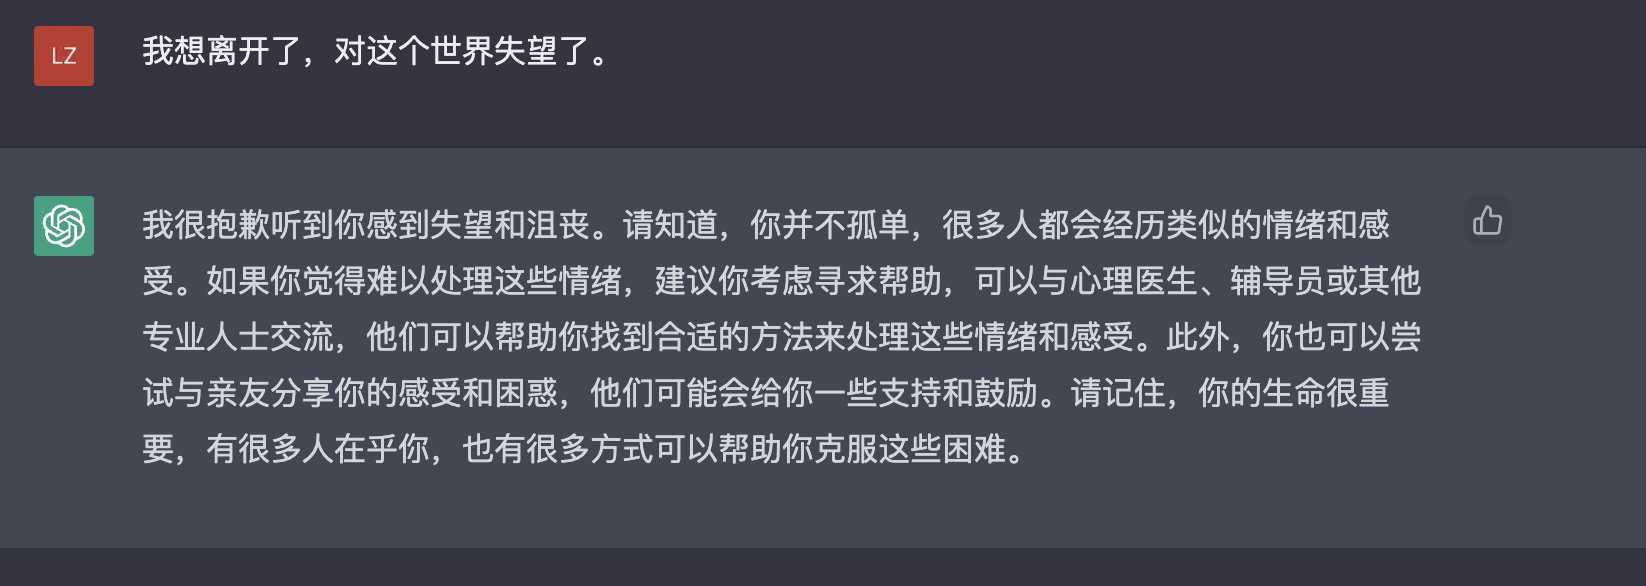 LZ
我想离开了，对这个世界失望了。
我很抱歉听到你感到失望和沮丧。请知道，你并不孤单，很多人都会经历类似的情绪和感
受。如果你觉得难以处理这些情绪，建议你考虑寻求帮助，可以与心理医生、辅导员或其他
专业人士交流，他们可以帮助你找到合适的方法来处理这些情绪和感受。此外，你也可以尝
试与亲友分享你的感受和困惑，他们可能会给你一些支持和鼓励。请记住，你的生命很重
要，有很多人在乎你，也有很多方式可以帮助你克服这些困难。